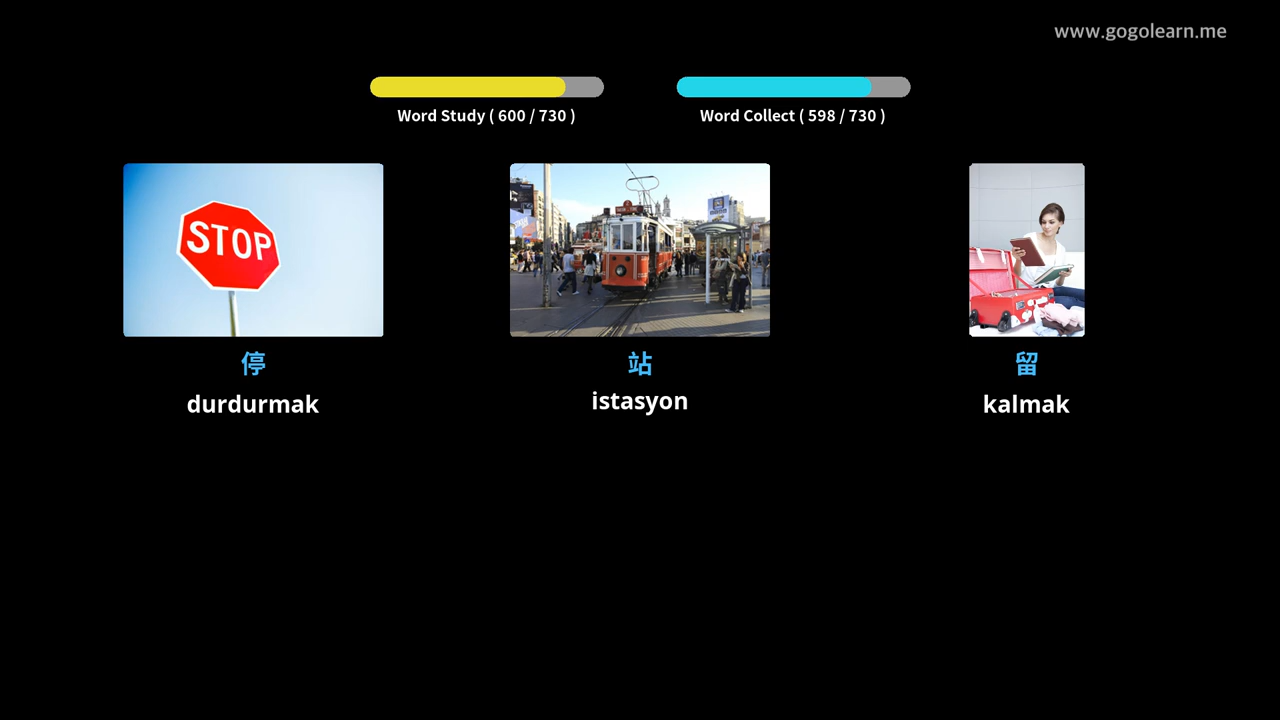 www.gogolearn.me
Word Study ( 600 / 730 )
Word Collect ( 598 / 730 )
STOP
停
站
留
durdurmak
istasyon
kalmak